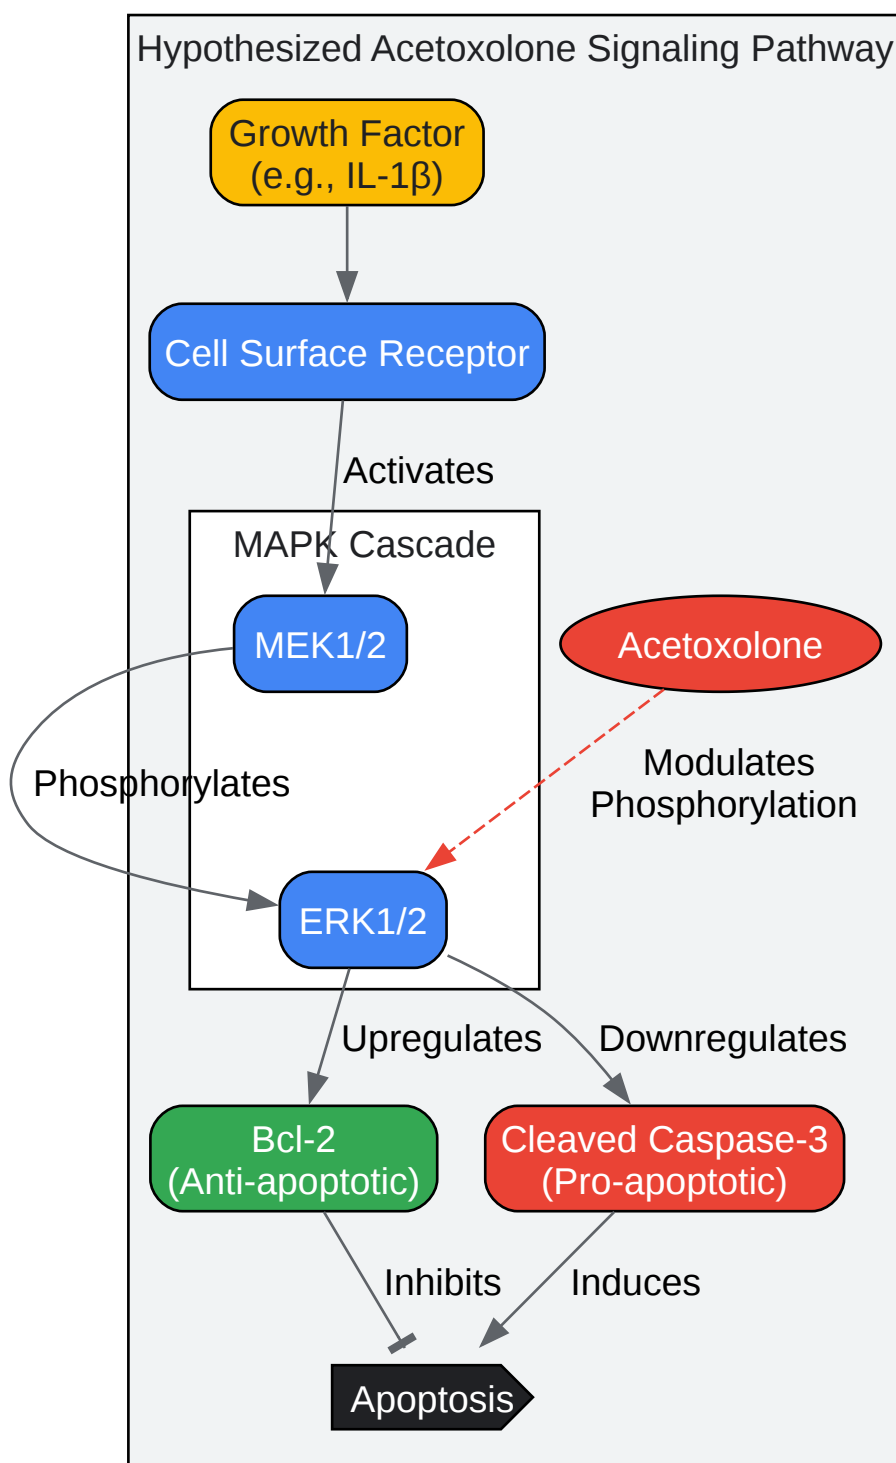 Hypothesized Acetoxolone Signaling Pathway
Growth Factor
(e.g., IL-1β)
Cell Surface Receptor
Activates
MAPK Cascade
MEK1/2
Acetoxolone
Phosphorylates
Modulates
Phosphorylation
ERK1/2
Upregulates
Downregulates
Bcl-2
(Anti-apoptotic)
Cleaved Caspase-3
(Pro-apoptotic)
Inhibits
Induces
Apoptosis